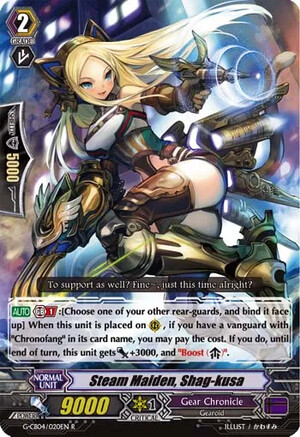 2
GRADE
5000
To support as well? Fine~, just this time alright?
AUTO (R) 1 :[Choose one of your other rear-guards, and bind it face
up] When this unit is placed on (R), if you have a vanguard with
"Chronofang" in its card name, you may pay the cost. If you do, until
end of turn, this unit gets +3000, and "Boost ( )".
NORMAL
UNIT
Steam Maiden, Shag-kusa
POWER
9000
1
CRITICAL
Gear Chronicle
Gearoid
G-CB04/020EN R
ILLUST / かわすみ